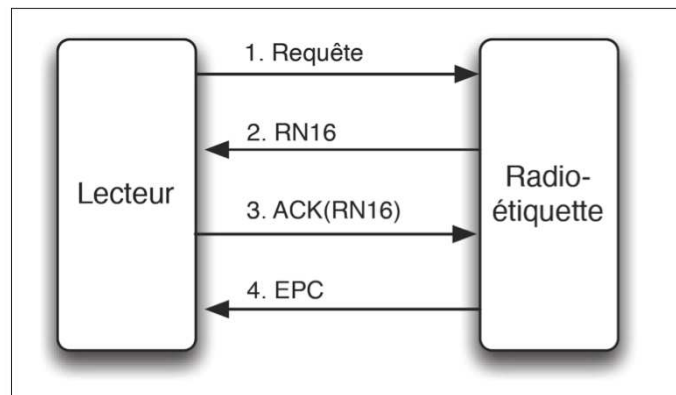 1. Requête
2. RN16
Lecteur
Radio-
étiquette
3. ACK(RN16)
4. EPC